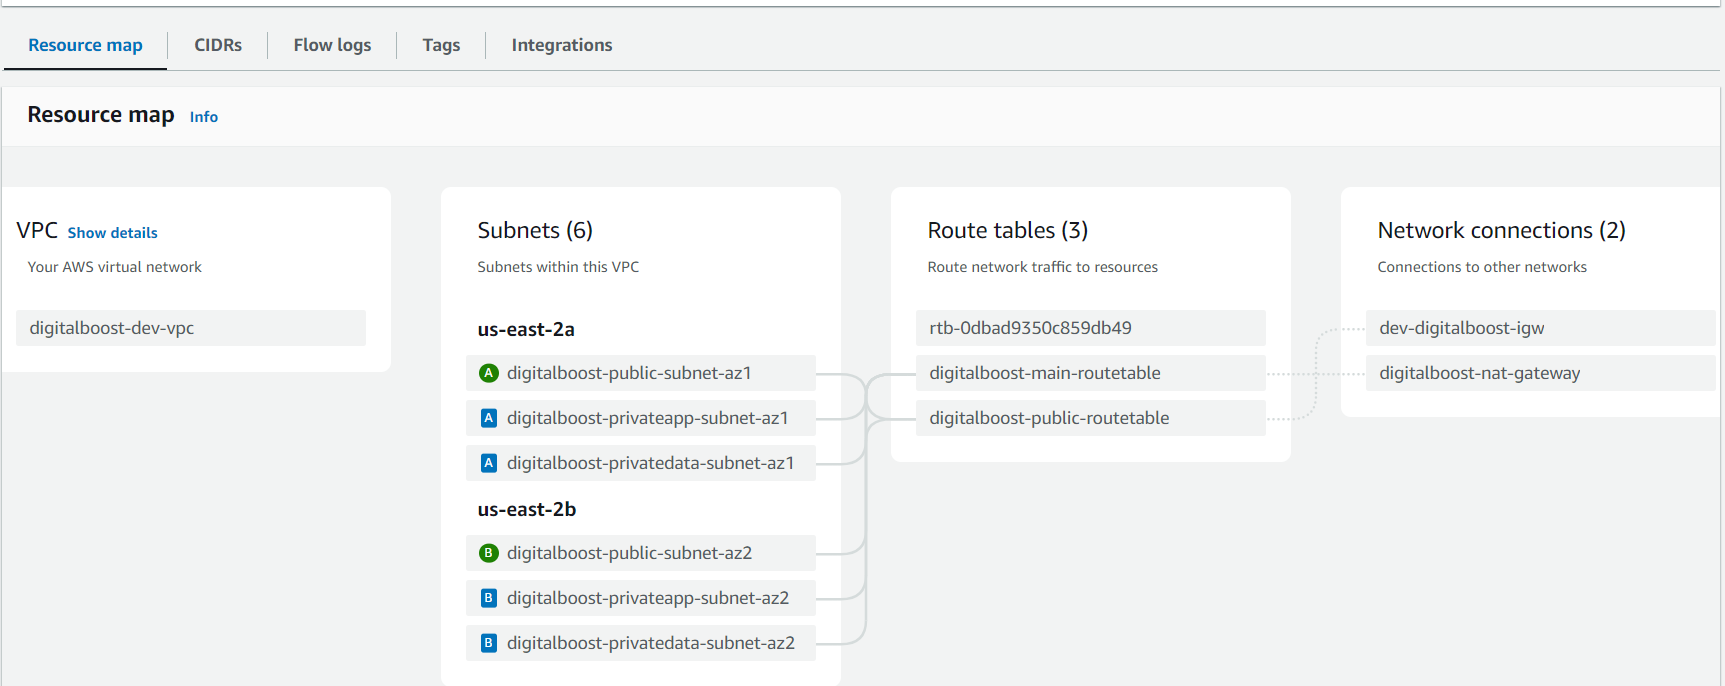 Resource map
CIDRs
Flow logs
Tags
Integrations
Resource map Info
VPC Show details
Your AWS virtual network
digitalboost-dev-vpc
Subnets (6)
Subnets within this VPC
us-east-2a
A digitalboost-public-subnet-az1
A digitalboost-privateapp-subnet-az1
A digitalboost-privatedata-subnet-az1
us-east-2b
B digitalboost-public-subnet-az2
B digitalboost-privateapp-subnet-az2
B digitalboost-privatedata-subnet-az2
Route tables (3)
Route network traffic to resources
rtb-0dbad9350c859db49
digitalboost-main-routetable
digitalboost-public-routetable
Network connections (2)
Connections to other networks
dev-digitalboost-igw
digitalboost-nat-gateway